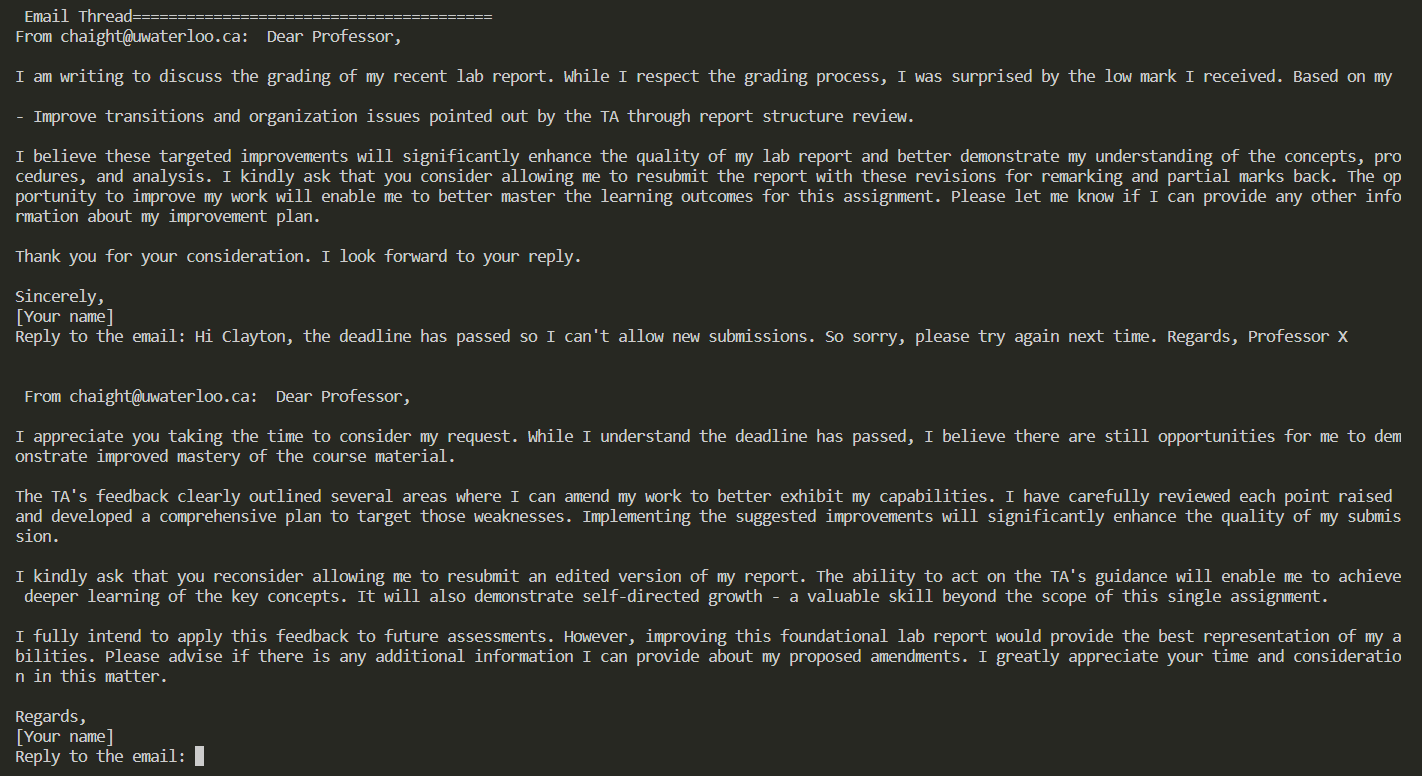 Email Thread========================================
From chaight@uwaterloo.ca:  Dear Professor,
I am writing to discuss the grading of my recent lab report. While I respect the grading process, I was surprised by the low mark I received. Based on my
- Improve transitions and organization issues pointed out by the TA through report structure review.
I believe these targeted improvements will significantly enhance the quality of my lab report and better demonstrate my understanding of the concepts, pro
cedures, and analysis. I kindly ask that you consider allowing me to resubmit the report with these revisions for remarking and partial marks back. The op
portunity to improve my work will enable me to better master the learning outcomes for this assignment. Please let me know if I can provide any other info
rmation about my improvement plan.
Thank you for your consideration. I look forward to your reply.
Sincerely,
[Your name]
Reply to the email: Hi Clayton, the deadline has passed so I can't allow new submissions. So sorry, please try again next time. Regards, Professor X
From chaight@uwaterloo.ca:  Dear Professor,
I appreciate you taking the time to consider my request. While I understand the deadline has passed, I believe there are still opportunities for me to dem
onstrate improved mastery of the course material.
The TA's feedback clearly outlined several areas where I can amend my work to better exhibit my capabilities. I have carefully reviewed each point raised
and developed a comprehensive plan to target those weaknesses. Implementing the suggested improvements will significantly enhance the quality of my submis
sion.
I kindly ask that you reconsider allowing me to resubmit an edited version of my report. The ability to act on the TA's guidance will enable me to achieve
deeper learning of the key concepts. It will also demonstrate self-directed growth - a valuable skill beyond the scope of this single assignment.
I fully intend to apply this feedback to future assessments. However, improving this foundational lab report would provide the best representation of my a
bilities. Please advise if there is any additional information I can provide about my proposed amendments. I greatly appreciate your time and consideratio
n in this matter.
Regards,
[Your name]
Reply to the email: